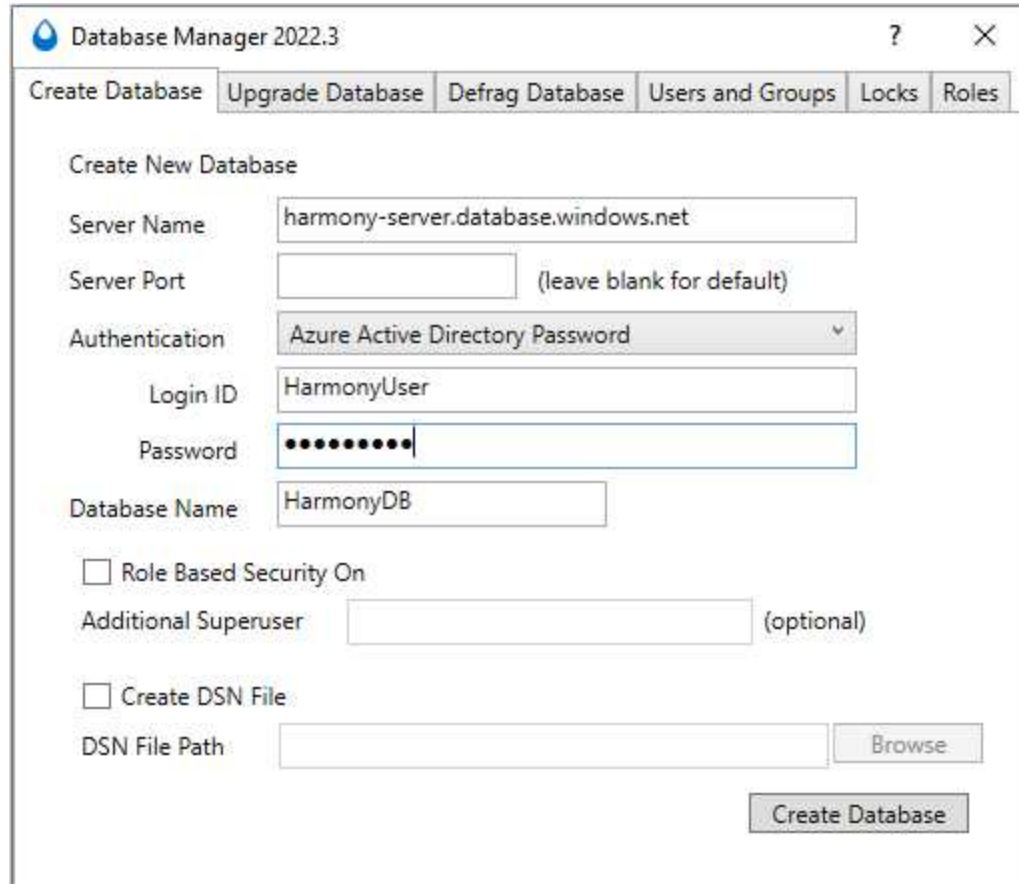 Database Manager 2022.3 ?
Create Database Upgrade Database Defrag Database Users and Groups Locks Roles
Create New Database
Server Name harmony-server.database.windows.net
Server Port (leave blank for default)
Authentication Azure Active Directory Password
Login ID HarmonyUser
Password •••••••••
Database Name HarmonyDB
Role Based Security On
Additional Superuser (optional)
Create DSN File
DSN File Path Browse
Create Database